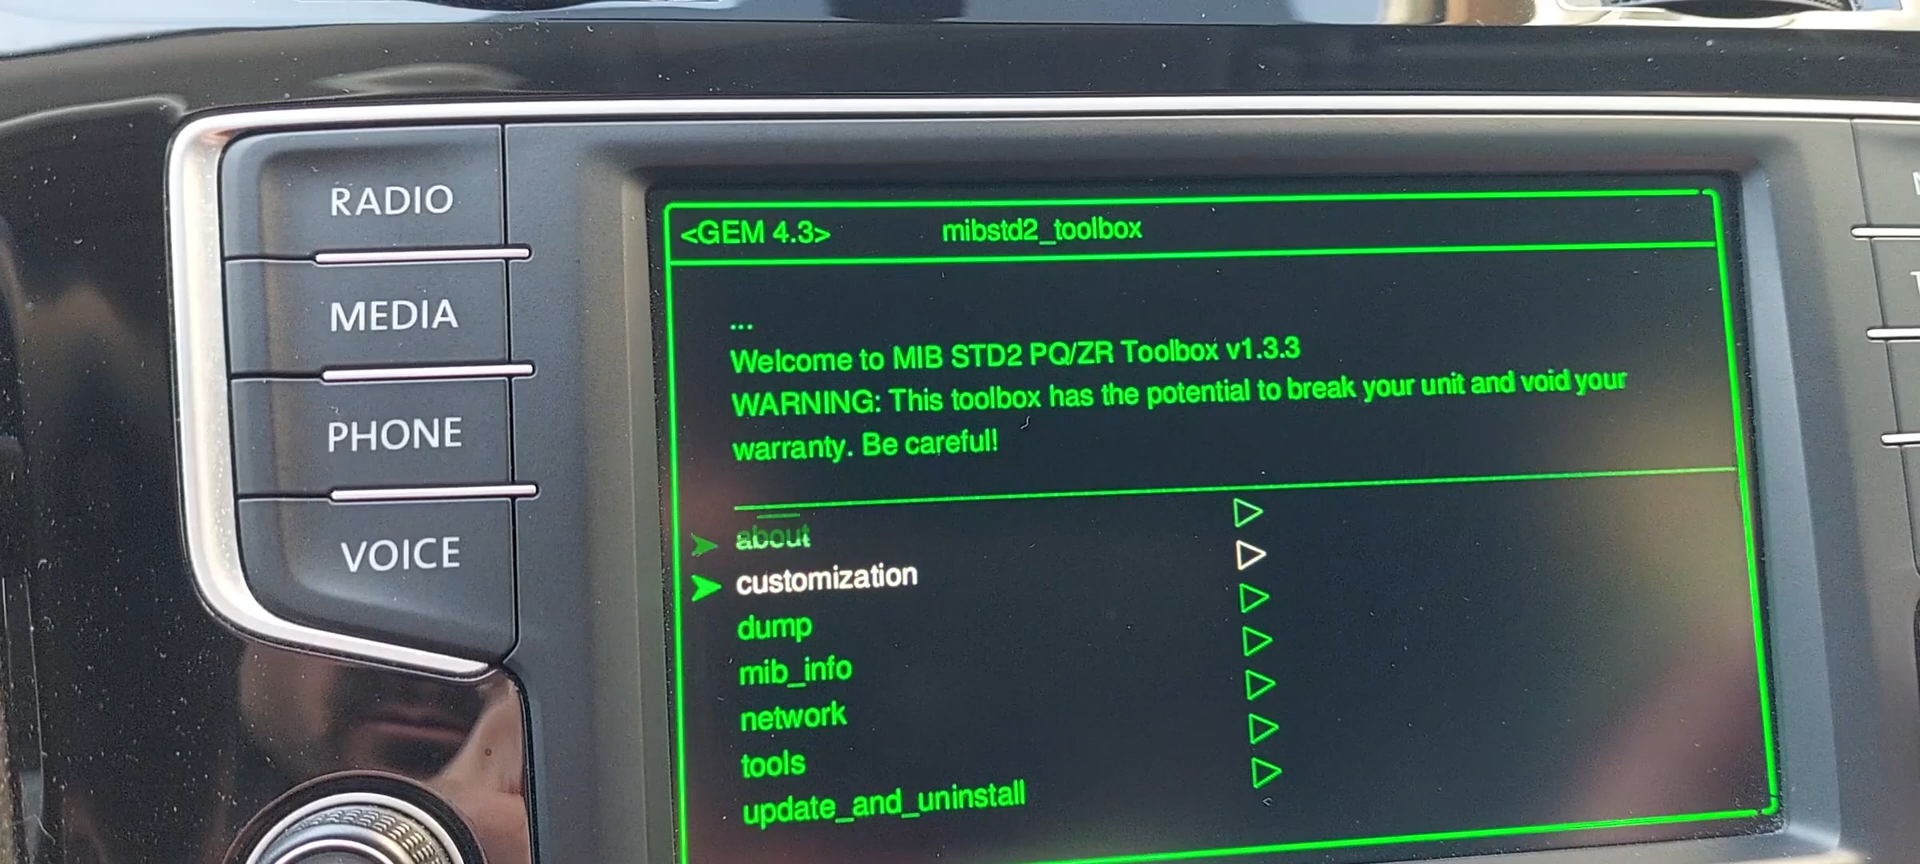 RADIO
MEDIA
PHONE
VOICE
<GEM 4.3> mibstd2_toolbox
...
Welcome to MIB STD2 PQ/ZR Toolbox v1.3.3
WARNING: This toolbox has the potential to break your unit and void your
warranty. Be careful!
about
customization
dump
mib_info
network
tools
update_and_uninstall